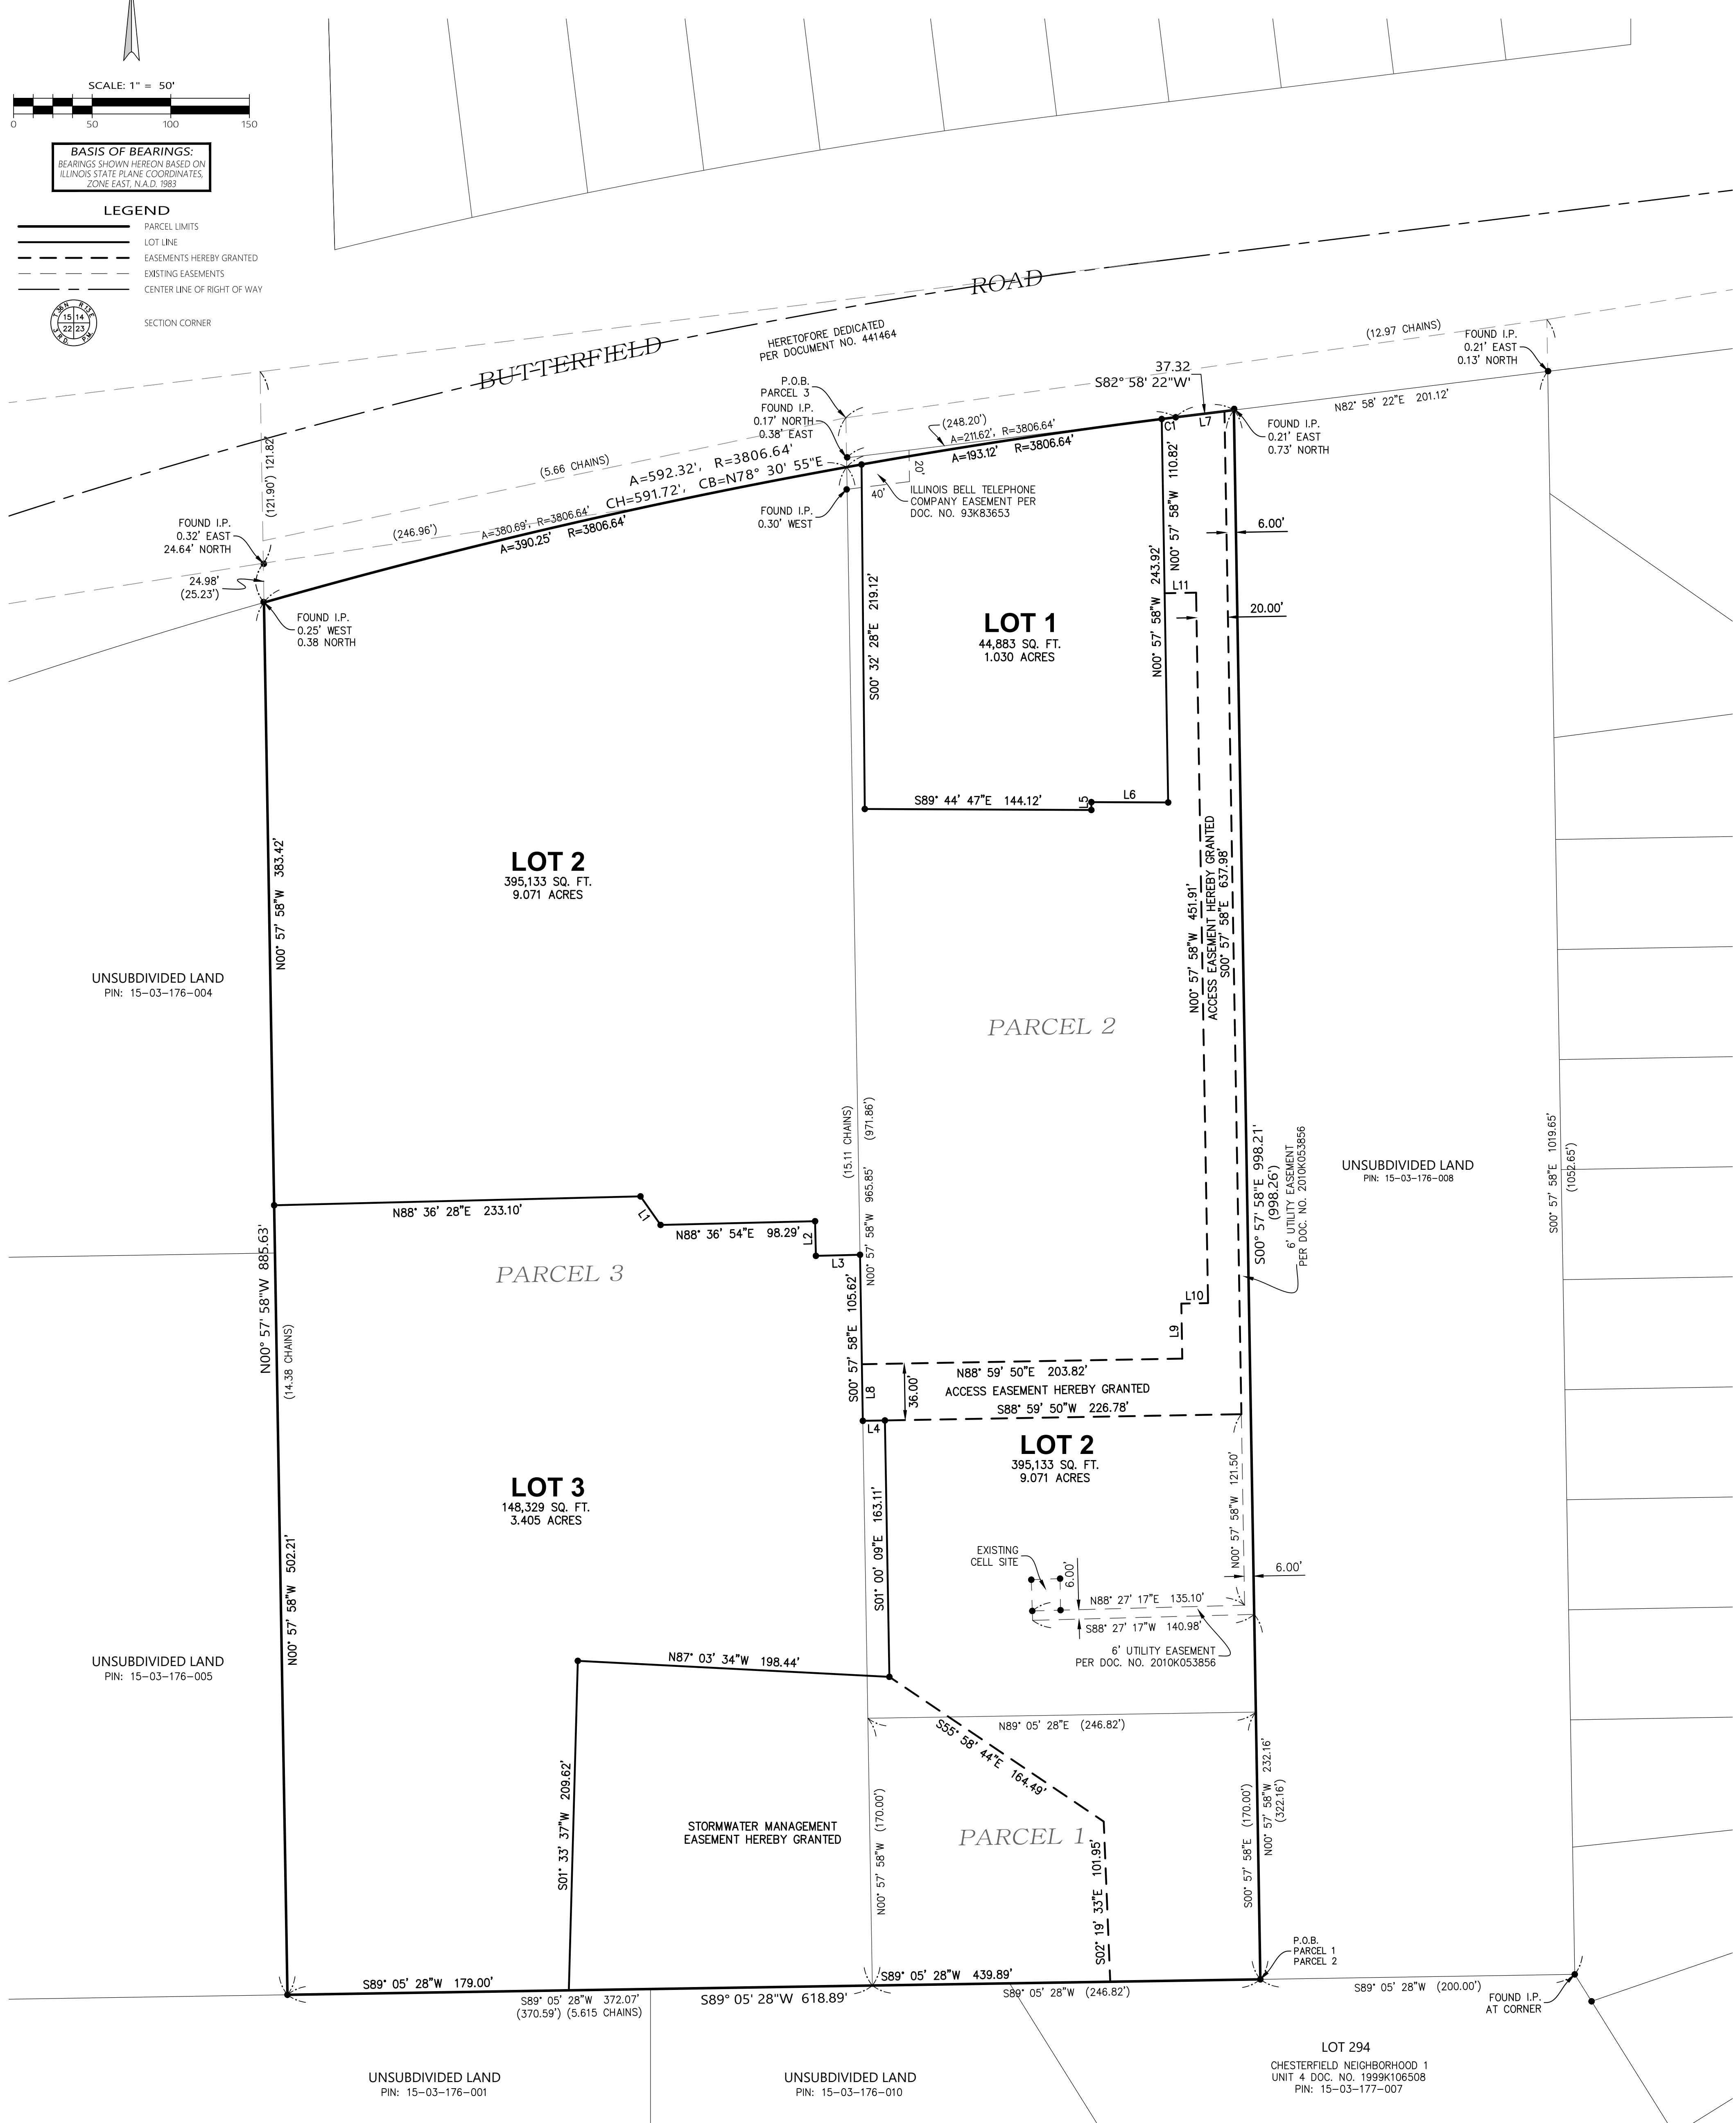 SCALE: 1" = 50'
0 50 100 150
BASIS OF BEARINGS:
BEARINGS SHOWN HEREON BASED ON
ILLINOIS STATE PLANE COORDINATES,
ZONE EAST, N.A.D. 1983
LEGEND
PARCEL LIMITS
LOT LINE
EASEMENTS HEREBY GRANTED
EXISTING EASEMENTS
CENTER LINE OF RIGHT OF WAY
T.36 N. R.13 E.
15 14
22 23
3 R.D. P.M.
SECTION CORNER
BUTTERFIELD
ROAD
HERETOFORE DEDICATED
PER DOCUMENT NO. 441464
(12.97 CHAINS)
FOUND I.P.
0.21' EAST
0.13' NORTH
37.32
S82° 58' 22"W'
N82° 58' 22"E 201.12'
P.O.B.
PARCEL 3
FOUND I.P.
0.17' NORTH
0.38' EAST
(248.20')
A=211.62', R=3806.64'
A=193.12' R=3806.64'
C1
L7
FOUND I.P.
0.21' EAST
0.73' NORTH
(121.90') 121.82'
(5.66 CHAINS)
A=592.32', R=3806.64'
CH=591.72', CB=N78° 30' 55"E
(246.96')
A=380.69', R=3806.64'
A=390.25' R=3806.64'
20'
40'
ILLINOIS BELL TELEPHONE
COMPANY EASEMENT PER
DOC. NO. 93K83653
FOUND I.P.
0.30' WEST
FOUND I.P.
0.32' EAST
24.64' NORTH
24.98'
(25.23')
FOUND I.P.
0.25' WEST
0.38 NORTH
N00° 57' 58"W 110.82'
N00° 57' 58"W 243.92'
6.00'
20.00'
L11
S00° 32' 28"E 219.12'
LOT 1
44,883 SQ. FT.
1.030 ACRES
S89° 44' 47"E 144.12'
L5
L6
LOT 2
395,133 SQ. FT.
9.071 ACRES
N00° 57' 58"W 383.42'
UNSUBDIVIDED LAND
PIN: 15-03-176-004
N00° 57' 58"W 451.91'
ACCESS EASEMENT HEREBY GRANTED
S00° 57' 58"E 637.98'
PARCEL 2
(15.11 CHAINS)
(971.86')
N00° 57' 58"W 965.85'
S00° 57' 58"E 998.21'
(998.26')
6' UTILITY EASEMENT
PER DOC. NO. 2010K053856
UNSUBDIVIDED LAND
PIN: 15-03-176-008
S00° 57' 58"E 1019.65'
(1052.65')
N88° 36' 28"E 233.10'
L1
N88° 36' 54"E 98.29'
L2
L3
PARCEL 3
N00° 57' 58"W 885.63'
(14.38 CHAINS)
S00° 57' 58"E 105.62'
L10
L9
N88° 59' 50"E 203.82'
L8
36.00'
ACCESS EASEMENT HEREBY GRANTED
S88° 59' 50"W 226.78'
L4
LOT 2
395,133 SQ. FT.
9.071 ACRES
N00° 57' 58"W 121.50'
LOT 3
148,329 SQ. FT.
3.405 ACRES
N00° 57' 58"W 502.21'
S01° 00' 09"E 163.11'
EXISTING
CELL SITE
6.00'
6.00'
N88° 27' 17"E 135.10'
S88° 27' 17"W 140.98'
6' UTILITY EASEMENT
PER DOC. NO. 2010K053856
UNSUBDIVIDED LAND
PIN: 15-03-176-005
N87° 03' 34"W 198.44'
N89° 05' 28"E (246.82')
S55° 58' 44"E 164.49'
S01° 33' 37"W 209.62'
STORMWATER MANAGEMENT
EASEMENT HEREBY GRANTED
N00° 57' 58"W (170.00')
PARCEL 1
S02° 19' 33"E 101.95'
S00° 57' 58"E (170.00')
N00° 57' 58"W 232.16'
(322.16')
P.O.B.
PARCEL 1
PARCEL 2
S89° 05' 28"W 179.00'
S89° 05' 28"W 439.89'
S89° 05' 28"W 372.07'
(370.59') (5.615 CHAINS)
S89° 05' 28"W 618.89'
S89° 05' 28"W (246.82')
S89° 05' 28"W (200.00')
FOUND I.P.
AT CORNER
LOT 294
CHESTERFIELD NEIGHBORHOOD 1
UNIT 4 DOC. NO. 1999K106508
PIN: 15-03-177-007
UNSUBDIVIDED LAND
PIN: 15-03-176-001
UNSUBDIVIDED LAND
PIN: 15-03-176-010